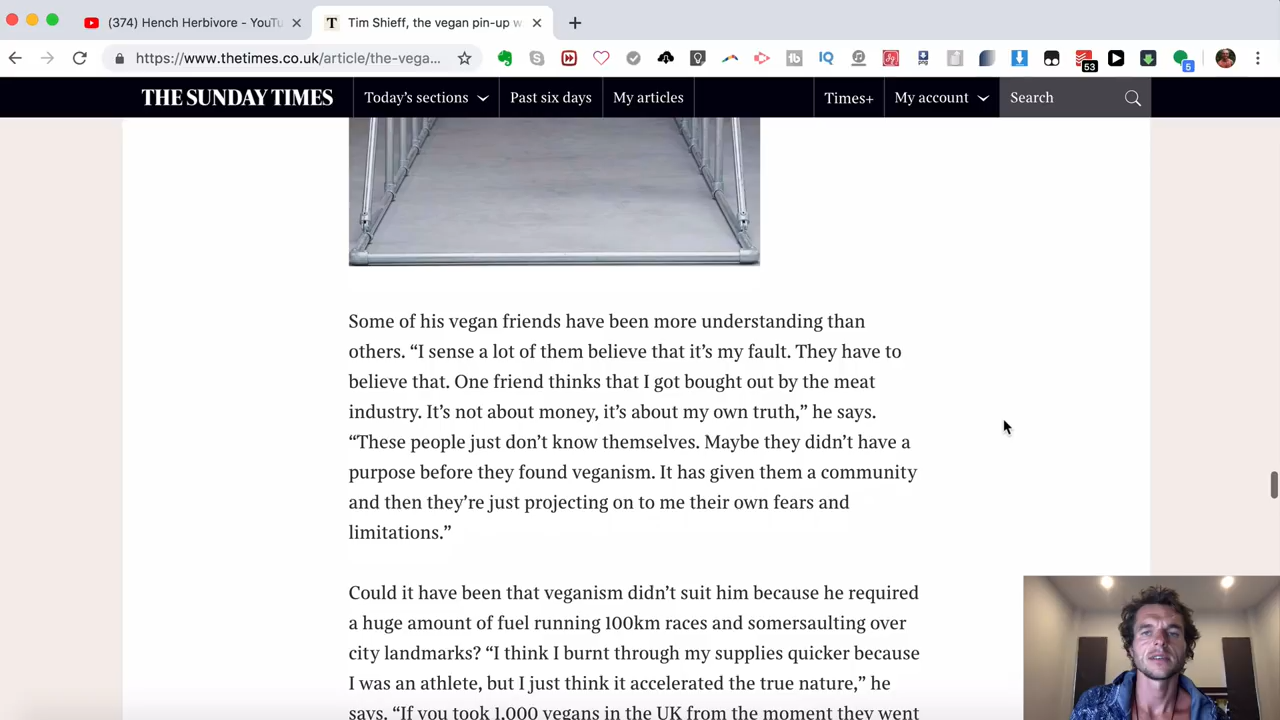 (374) Hench Herbivore - YouTu
Tim Shieff, the vegan pin-up w
https://www.thetimes.co.uk/article/the-vega...
53
5
THE SUNDAY TIMES
Today's sections
Past six days
My articles
Times+
My account
Search
Some of his vegan friends have been more understanding than
others. “I sense a lot of them believe that it’s my fault. They have to
believe that. One friend thinks that I got bought out by the meat
industry. It’s not about money, it’s about my own truth,” he says.
“These people just don’t know themselves. Maybe they didn’t have a
purpose before they found veganism. It has given them a community
and then they’re just projecting on to me their own fears and
limitations.”
Could it have been that veganism didn’t suit him because he required
a huge amount of fuel running 100km races and somersaulting over
city landmarks? “I think I burnt through my supplies quicker because
I was an athlete, but I just think it accelerated the true nature,” he
says. “If you took 1,000 vegans in the UK from the moment they went